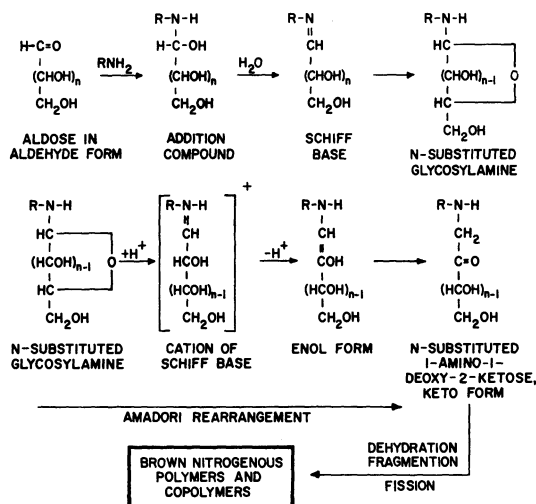 R-N-H R-N R-N-H
H-C=O H-C-OH CH HC
(CHOH)n RNH2 (CHOH)n H2O (CHOH)n (CHOH)n-1 O
CH2OH CH2OH CH2OH HC
CH2OH
ALDOSE IN
ALDEHYDE FORM
ADDITION
COMPOUND
SCHIFF
BASE
N-SUBSTITUTED
GLYCOSYLAMINE
R-N-H R-N-H + R-N-H R-N-H
HC CH CH CH2
(CHOH)n-1 O +H+ HCOH -H+ COH C=O
HC (HCOH)n-1 (HCOH)n-1 (HCOH)n-1
CH2OH CH2OH CH2OH CH2OH
N-SUBSTITUTED
GLYCOSYLAMINE
CATION OF
SCHIFF BASE
ENOL FORM
N-SUBSTITUTED
1-AMINO-1-
DEOXY-2-KETOSE,
KETO FORM
AMADORI REARRANGEMENT
DEHYDRATION
FRAGMENTION
FISSION
BROWN NITROGENOUS
POLYMERS AND
COPOLYMERS